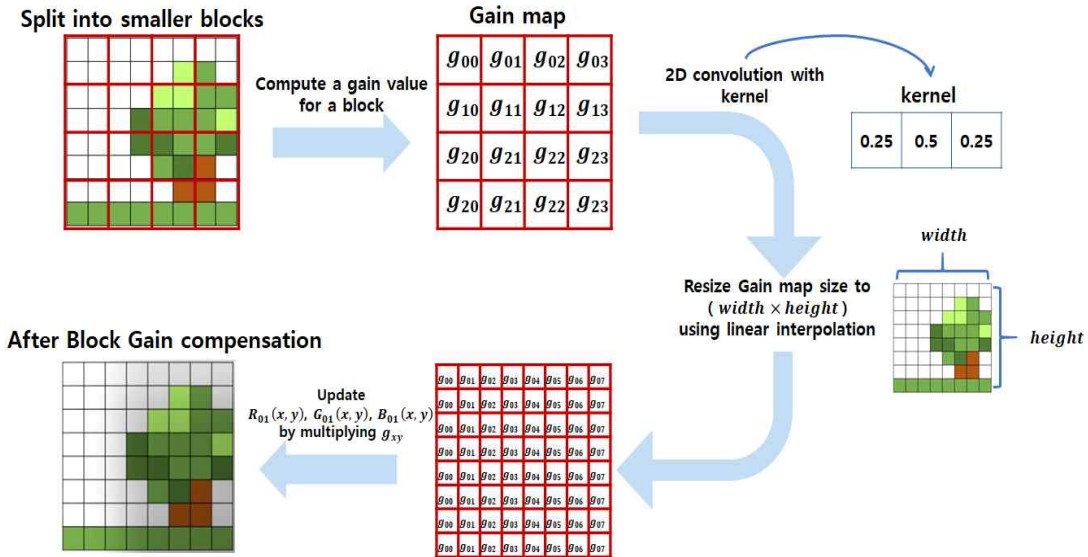 Split into smaller blocks
Gain map
g00 g01 g02 g03
g10 g11 g12 g13
g20 g21 g22 g23
g20 g21 g22 g23
Compute a gain value
for a block
2D convolution with
kernel
kernel
0.25 0.5 0.25
Resize Gain map size to
( width × height )
using linear interpolation
width
height
After Block Gain compensation
Update
R01(x, y), G01(x, y), B01(x, y)
by multiplying gxy
g00 g01 g02 g03 g04 g05 g06 g07
g00 g01 g02 g03 g04 g05 g06 g07
g00 g01 g02 g03 g04 g05 g06 g07
g00 g01 g02 g03 g04 g05 g06 g07
g00 g01 g02 g03 g04 g05 g06 g07
g00 g01 g02 g03 g04 g05 g06 g07
g00 g01 g02 g03 g04 g05 g06 g07
g00 g01 g02 g03 g04 g05 g06 g07